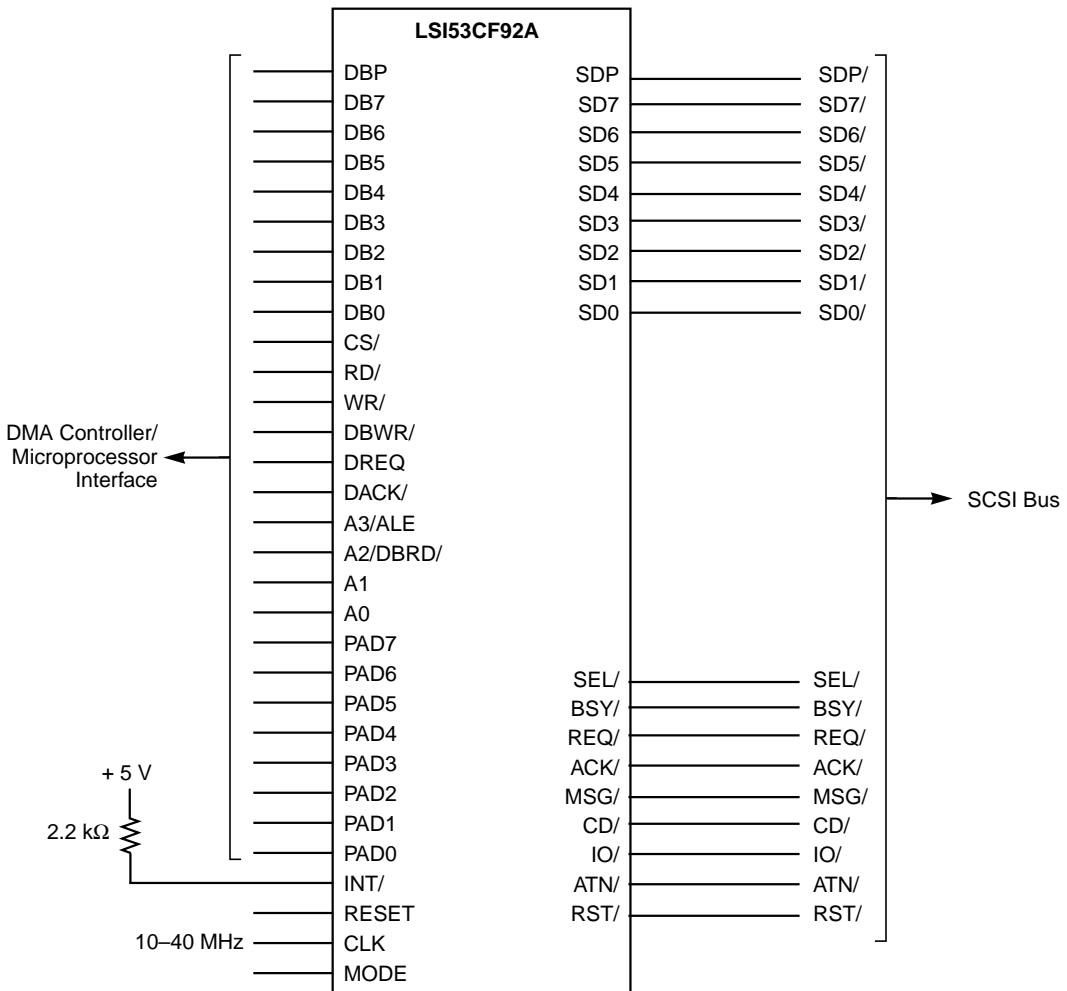 LSI53CF92A
DBP
DB7
DB6
DB5
DB4
DB3
DB2
DB1
DB0
CS/
RD/
WR/
DBWR/
DREQ
DACK/
A3/ALE
A2/DBRD/
A1
A0
PAD7
PAD6
PAD5
PAD4
PAD3
PAD2
PAD1
PAD0
INT/
RESET
CLK
MODE
DMA Controller/
Microprocessor
Interface
+ 5 V
2.2 kΩ
10–40 MHz
SDP SDP/
SD7 SD7/
SD6 SD6/
SD5 SD5/
SD4 SD4/
SD3 SD3/
SD2 SD2/
SD1 SD1/
SD0 SD0/
SEL/ SEL/
BSY/ BSY/
REQ/ REQ/
ACK/ ACK/
MSG/ MSG/
CD/ CD/
IO/ IO/
ATN/ ATN/
RST/ RST/
SCSI Bus